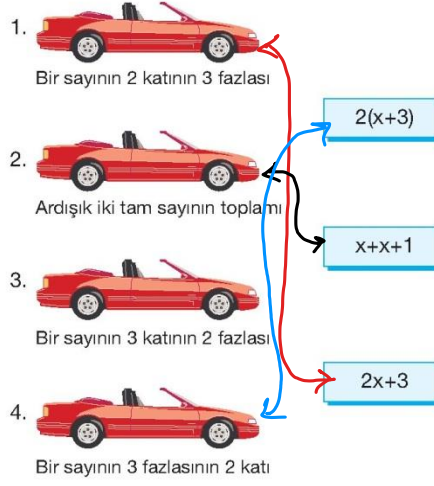 1.
Bir sayının 2 katının 3 fazlası
2(x+3)
2.
Ardışık iki tam sayının toplamı
x+x+1
3.
Bir sayının 3 katının 2 fazlası
2x+3
4.
Bir sayının 3 fazlasının 2 katı